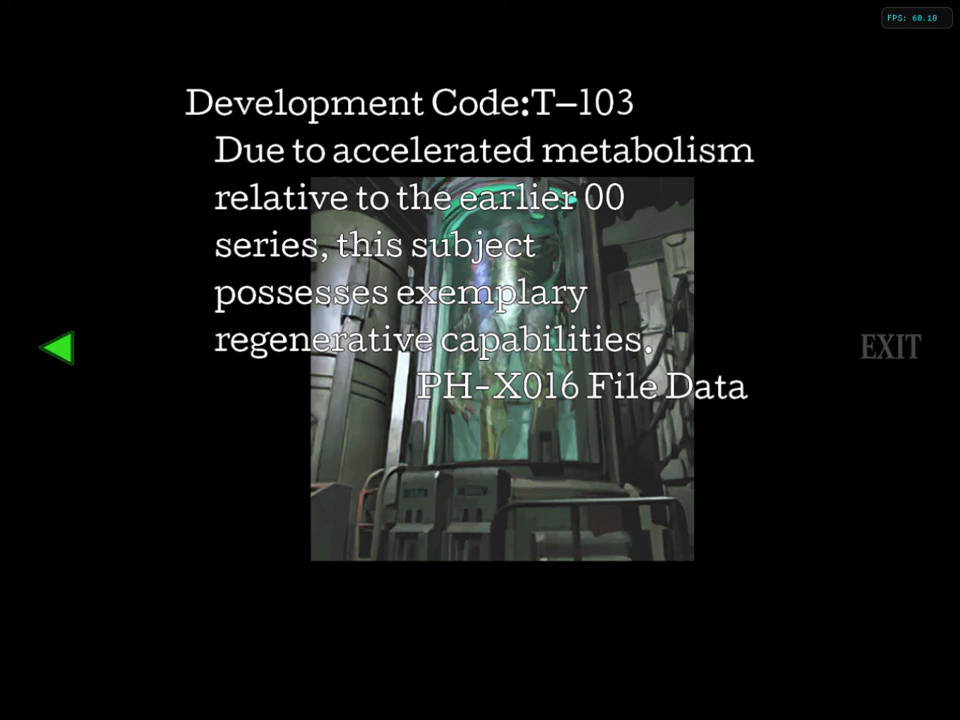 FPS: 60.10
Development Code:T-103
Due to accelerated metabolism
relative to the earlier 00
series, this subject
possesses exemplary
regenerative capabilities.
PH-X016 File Data
EXIT